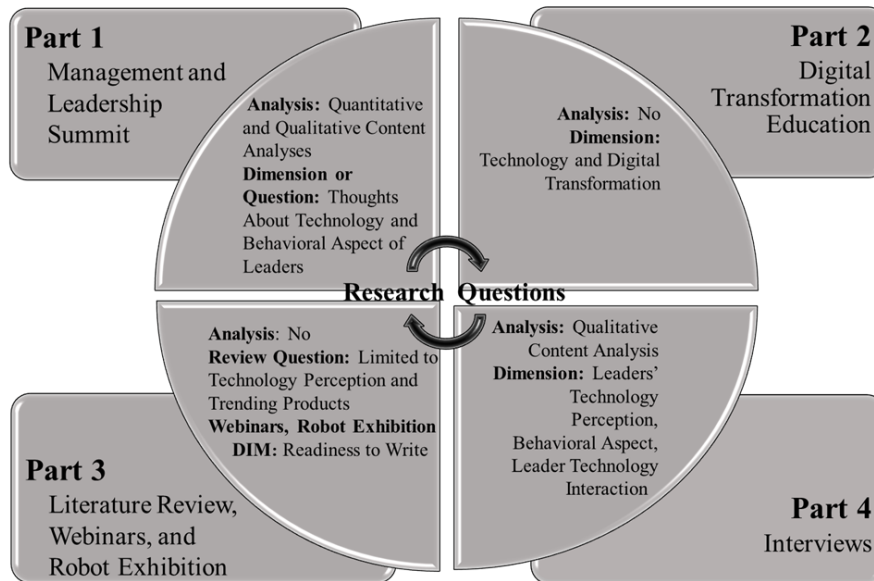 Part 1
Management and
Leadership
Summit
Analysis: Quantitative
and Qualitative Content
Analyses
Dimension or
Question: Thoughts
About Technology and
Behavioral Aspect of
Leaders
Part 2
Digital
Transformation
Education
Analysis: No
Dimension:
Technology and Digital
Transformation
Research Questions
Analysis: No
Review Question: Limited to
Technology Perception and
Trending Products
Webinars, Robot Exhibition
DIM: Readiness to Write
Part 3
Literature Review,
Webinars, and
Robot Exhibition
Analysis: Qualitative
Content Analysis
Dimension: Leaders'
Technology
Perception,
Behavioral Aspect,
Leader Technology
Interaction
Part 4
Interviews